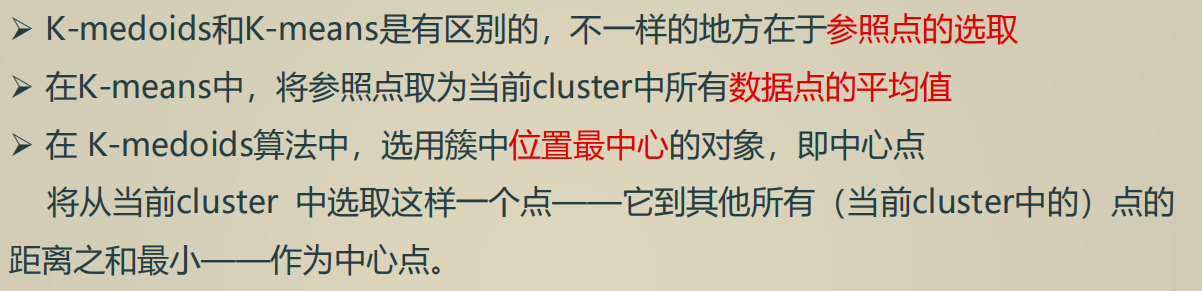 ➢ K-medoids和K-means是有区别的，不一样的地方在于参照点的选取
➢ 在K-means中，将参照点取为当前cluster中所有数据点的平均值
➢ 在 K-medoids算法中，选用簇中位置最中心的对象，即中心点
将从当前cluster 中选取这样一个点——它到其他所有（当前cluster中的）点的
距离之和最小——作为中心点。